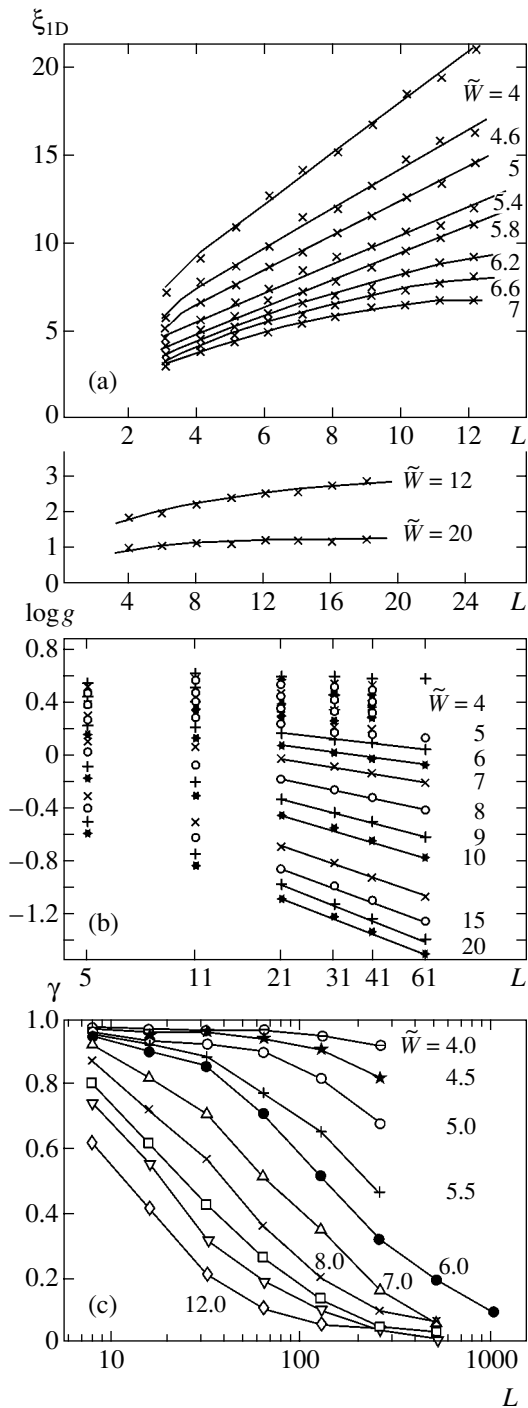 ξ1D
20
W̃ = 4
4.6
15
5
5.4
5.8
10
6.2
6.6
5
7
(a)
0
2 4 6 8 10 12 L
3
W̃ = 12
2
W̃ = 20
1
0
4 8 12 16 20 24 L
log g
0.8
W̃ = 4
0.4
5
6
0
7
8
−0.4
9
10
−0.8
15
−1.2
(b)
20
5 11 21 31 41 61 L
γ
1.0
W̃ = 4.0
4.5
0.8
5.0
0.6
5.5
0.4
8.0
7.0
6.0
0.2
(c)
12.0
0
10 100 1000
L